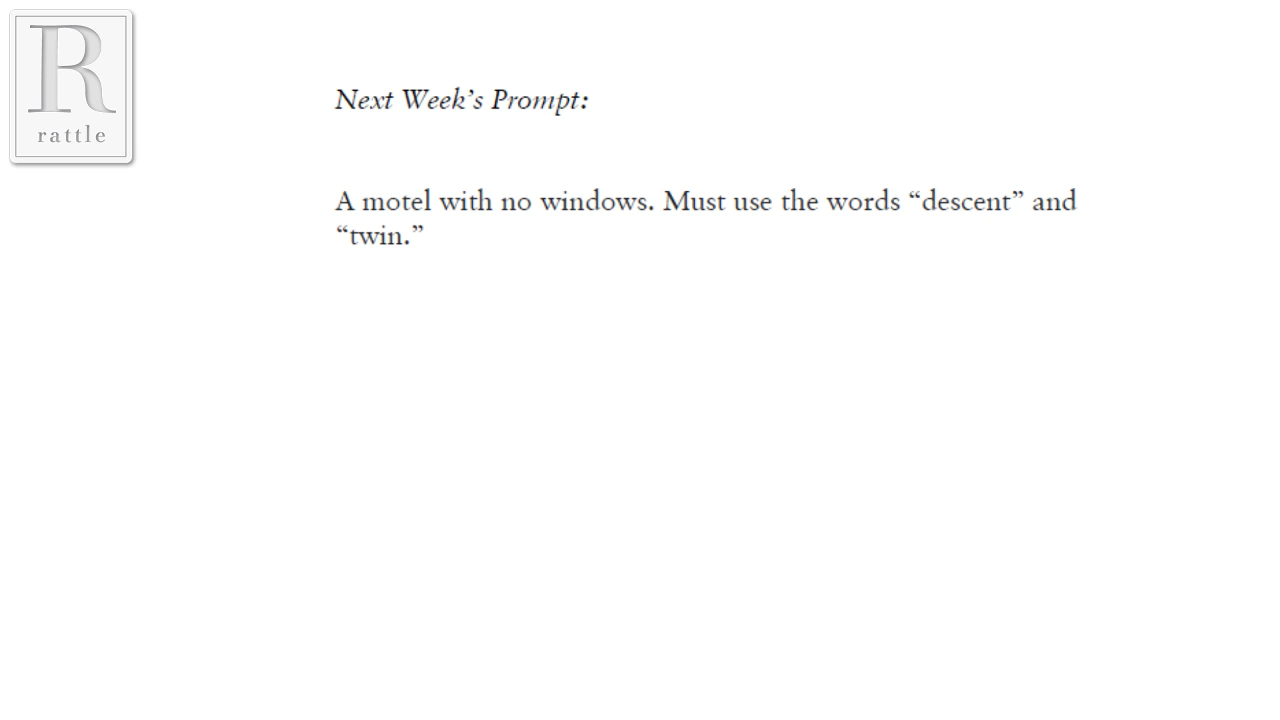 R
rattle
Next Week’s Prompt:
A motel with no windows. Must use the words “descent” and
“twin.”